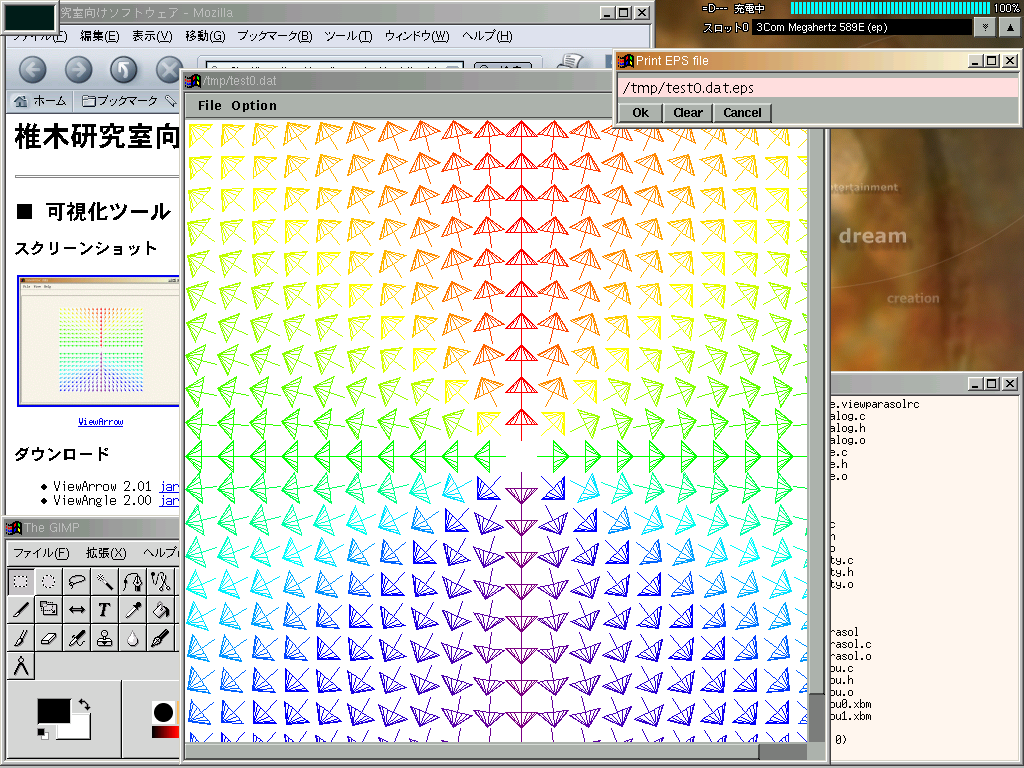 究室向けソフトウェア - Mozilla
ファイル(F) 編集(E) 表示(V) 移動(G) ブックマーク(B) ツール(T) ウィンドウ(W) ヘルプ(H)
ホーム ブックマーク
椎木研究室向
■ 可視化ツール
スクリーンショット
ViewArrow
ダウンロード
ViewArrow 2.01 jar
ViewAngle 2.00 jar
The GIMP
ファイル(F) 拡張(X) ヘルプ
/tmp/test0.dat
File Option
=D--- 充電中 100%
スロット0 3Com Megahertz 589E (ep)
Print EPS file
/tmp/test0.dat.eps
Ok Clear Cancel
dream
creation
e.viewparasolrc
alog.c
alog.h
alog.o
e.c
e.h
e.o
c
h
o
ty.c
ty.h
ty.o
rasol
rasol.c
rasol.o
ou.c
ou.h
ou.o
ou0.xbm
ou1.xbm
0)